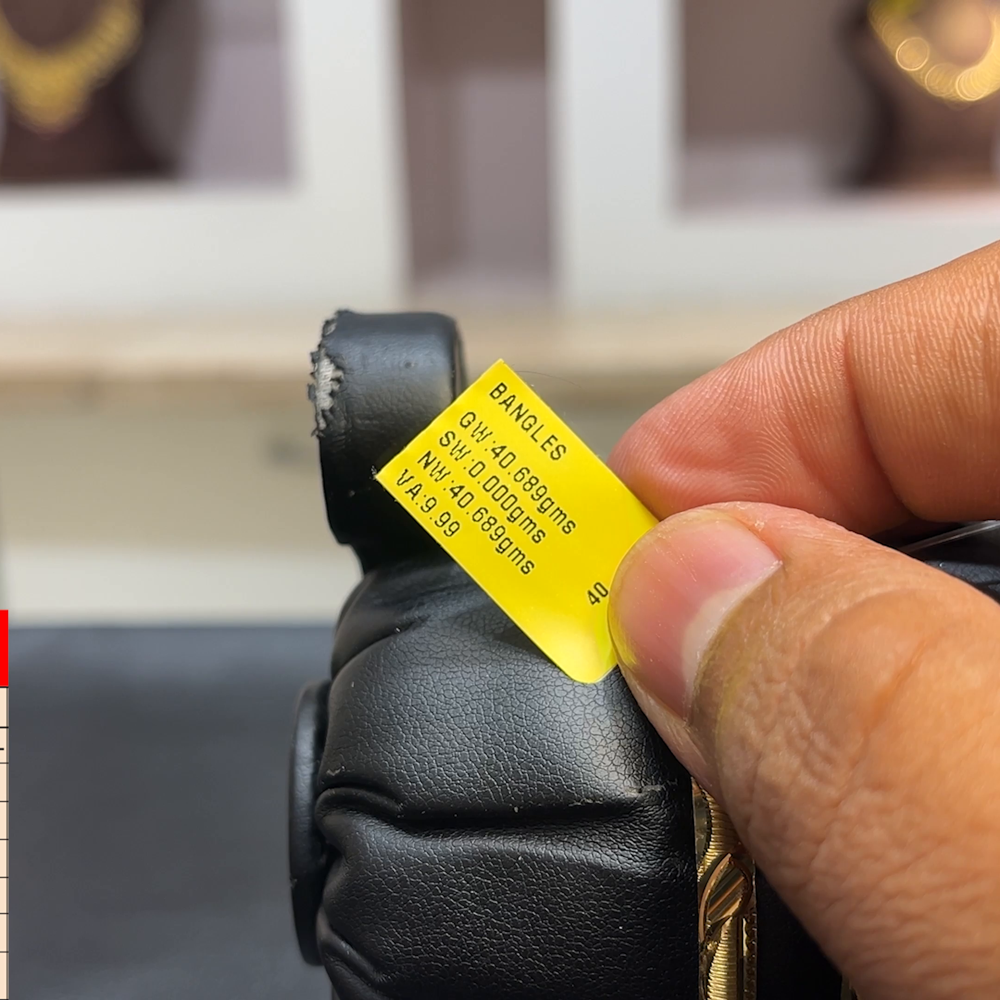 BANGLES
GW:40.689gms
SW:0.000gms
NW:40.689gms
VA:9.99
40